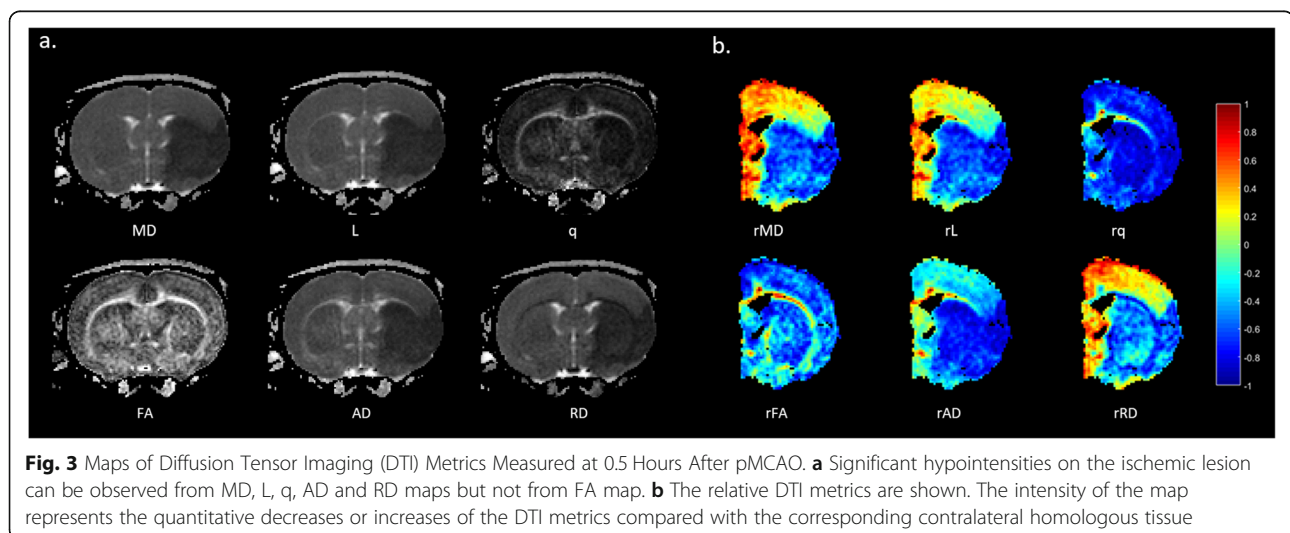 a.
b.
MD L q rMD rL rq
FA AD RD rFA rAD rRD
1
0.8
0.6
0.4
0.2
0
-0.2
-0.4
-0.6
-0.8
-1
Fig. 3 Maps of Diffusion Tensor Imaging (DTI) Metrics Measured at 0.5 Hours After pMCAO. a Significant hypointensities on the ischemic lesion
can be observed from MD, L, q, AD and RD maps but not from FA map. b The relative DTI metrics are shown. The intensity of the map
represents the quantitative decreases or increases of the DTI metrics compared with the corresponding contralateral homologous tissue